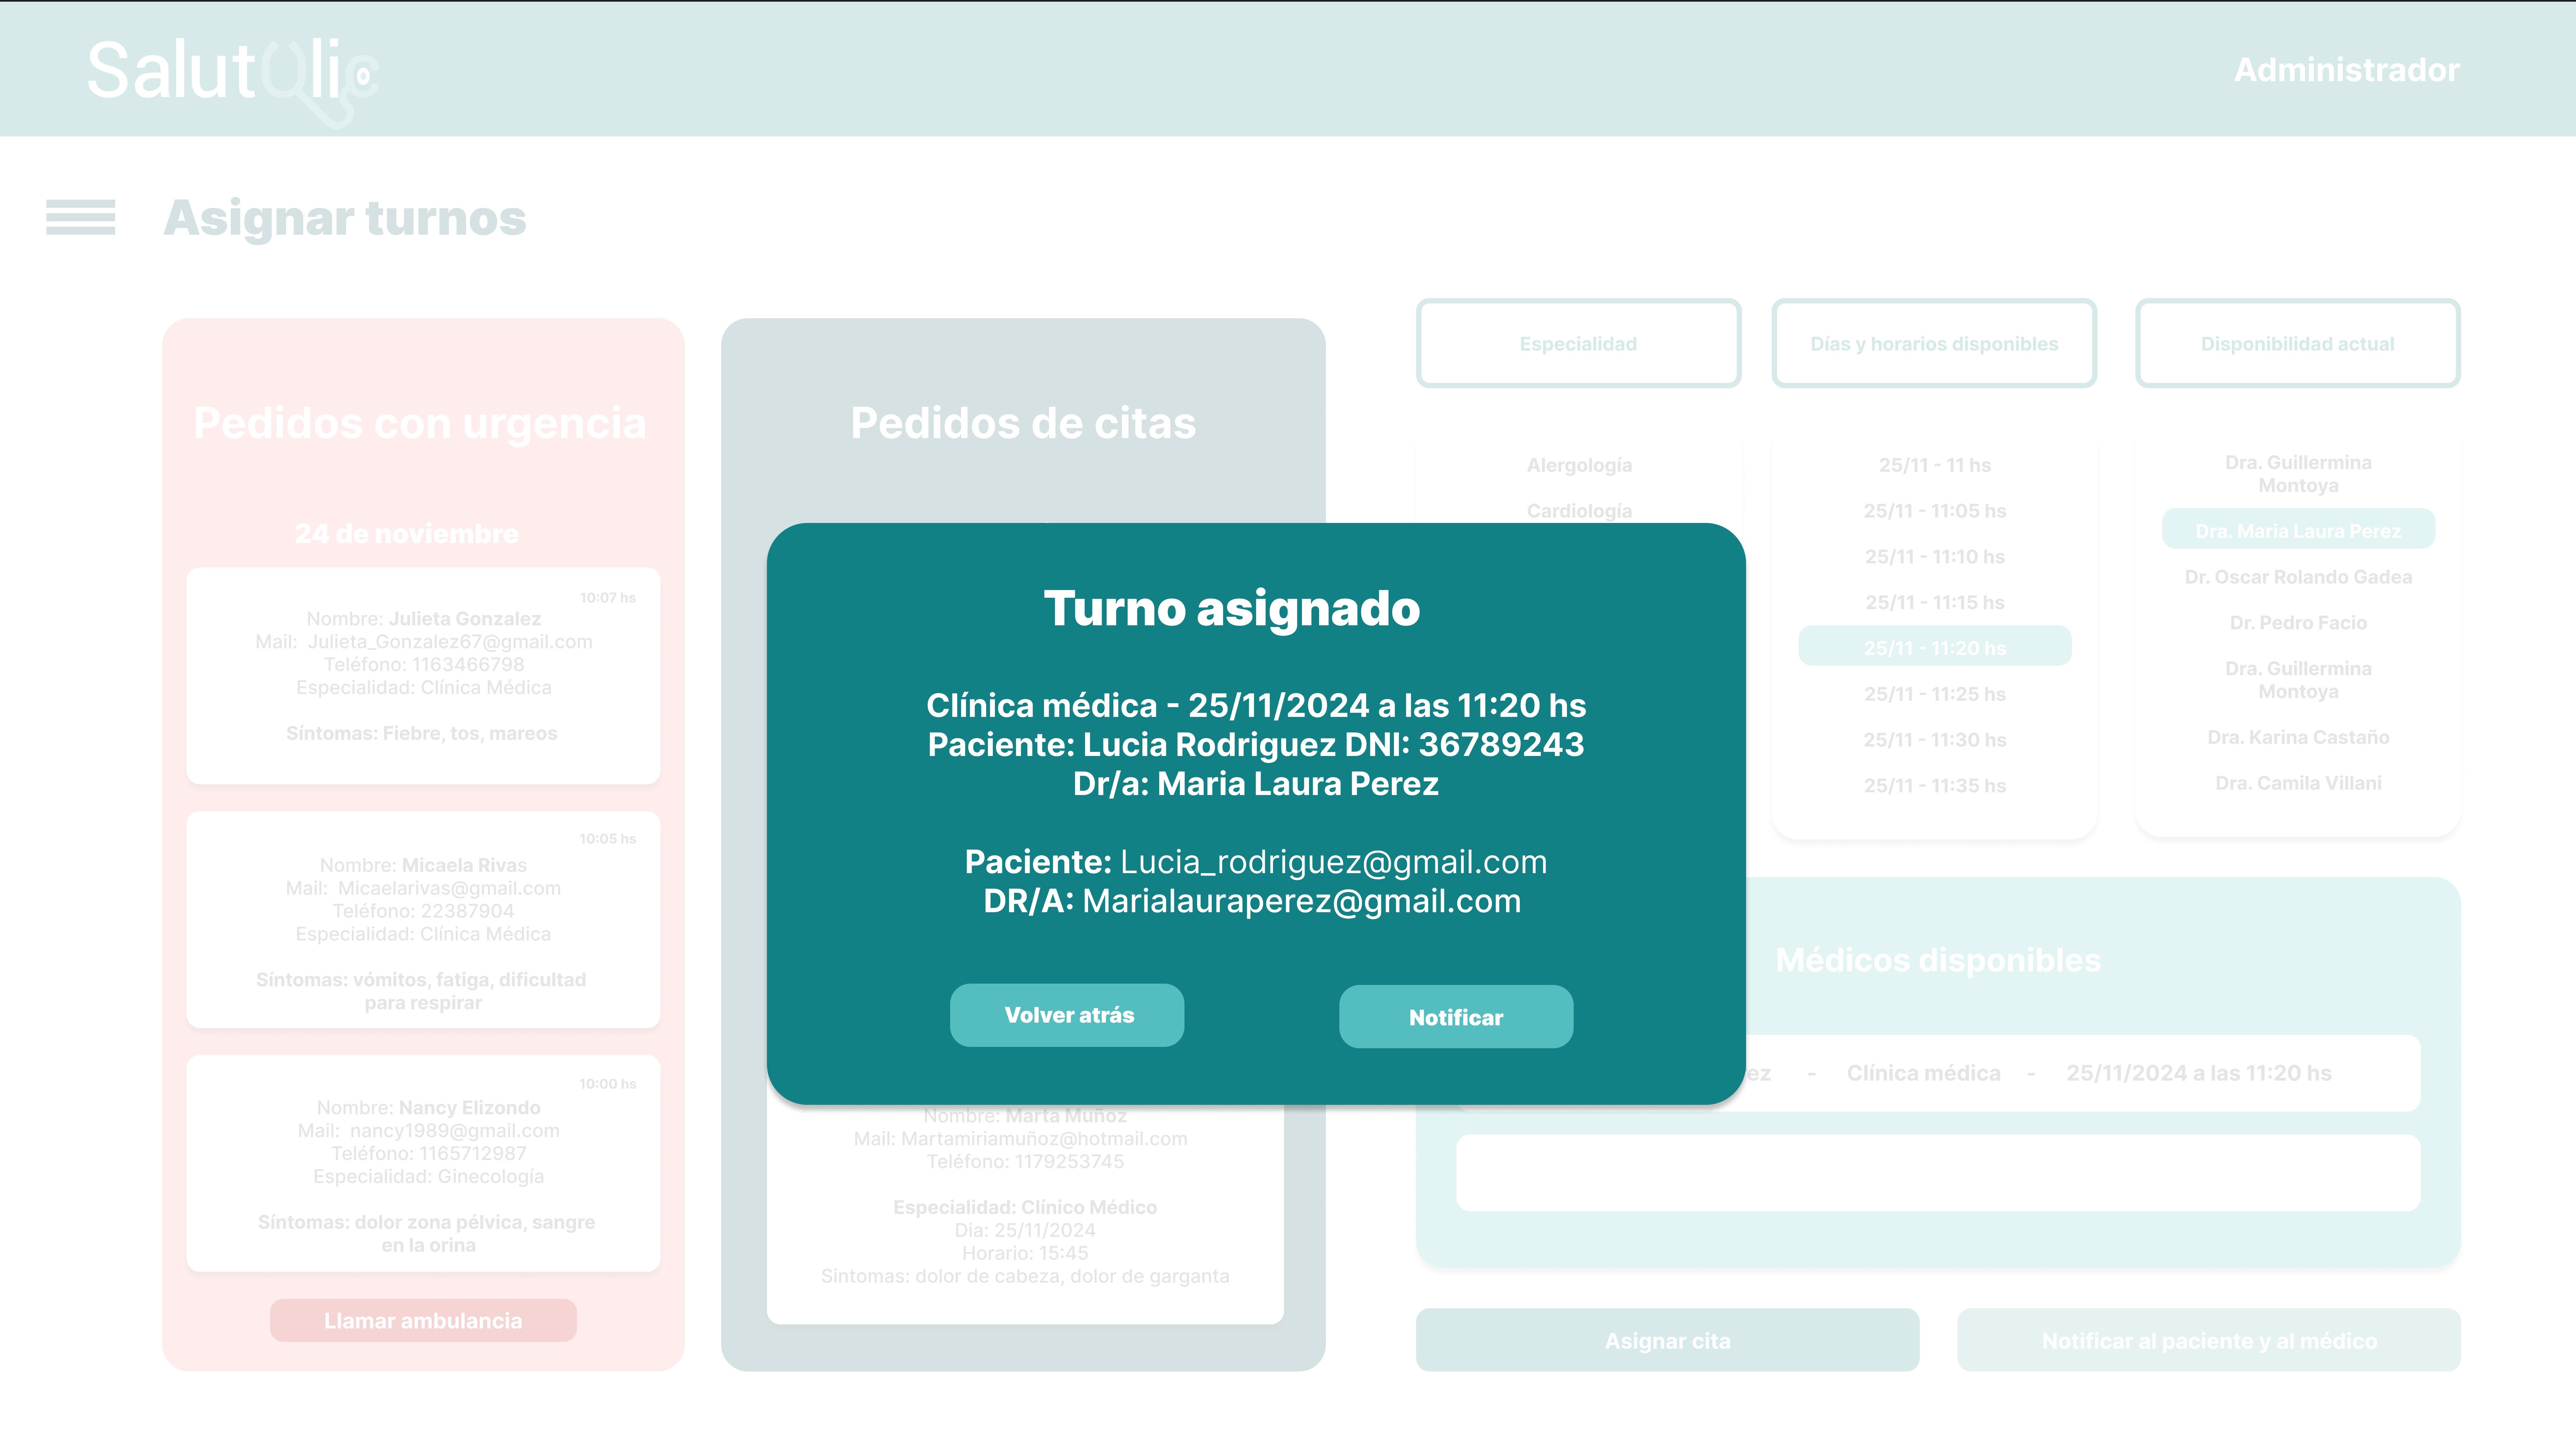 SalutClic
Administrador
Asignar turnos
Pedidos con urgencia
24 de noviembre
10:07 hs
Nombre: Julieta Gonzalez
Mail: Julieta_Gonzalez67@gmail.com
Teléfono: 1163466798
Especialidad: Clínica Médica
Síntomas: Fiebre, tos, mareos
10:05 hs
Nombre: Micaela Rivas
Mail: Micaelarivas@gmail.com
Teléfono: 22387904
Especialidad: Clínica Médica
Síntomas: vómitos, fatiga, dificultad
para respirar
10:00 hs
Nombre: Nancy Elizondo
Mail: nancy1989@gmail.com
Teléfono: 1165712987
Especialidad: Ginecología
Síntomas: dolor zona pélvica, sangre
en la orina
Llamar ambulancia
Pedidos de citas
Turno asignado
Clínica médica - 25/11/2024 a las 11:20 hs
Paciente: Lucia Rodriguez DNI: 36789243
Dr/a: Maria Laura Perez
Paciente: Lucia_rodriguez@gmail.com
DR/A: Marialauraperez@gmail.com
Volver atrás
Notificar
Nombre: Marta Muñoz
Mail: Martamiriamuñoz@hotmail.com
Teléfono: 1179253745
Especialidad: Clínico Médico
Dia: 25/11/2024
Horario: 15:45
Sintomas: dolor de cabeza, dolor de garganta
Especialidad
Alergología
Cardiología
Días y horarios disponibles
25/11 - 11 hs
25/11 - 11:05 hs
25/11 - 11:10 hs
25/11 - 11:15 hs
25/11 - 11:20 hs
25/11 - 11:25 hs
25/11 - 11:30 hs
25/11 - 11:35 hs
Disponibilidad actual
Dra. Guillermina
Montoya
Dra. Maria Laura Perez
Dr. Oscar Rolando Gadea
Dr. Pedro Facio
Dra. Guillermina
Montoya
Dra. Karina Castaño
Dra. Camila Villani
Médicos disponibles
ez - Clínica médica - 25/11/2024 a las 11:20 hs
Asignar cita
Notificar al paciente y al médico